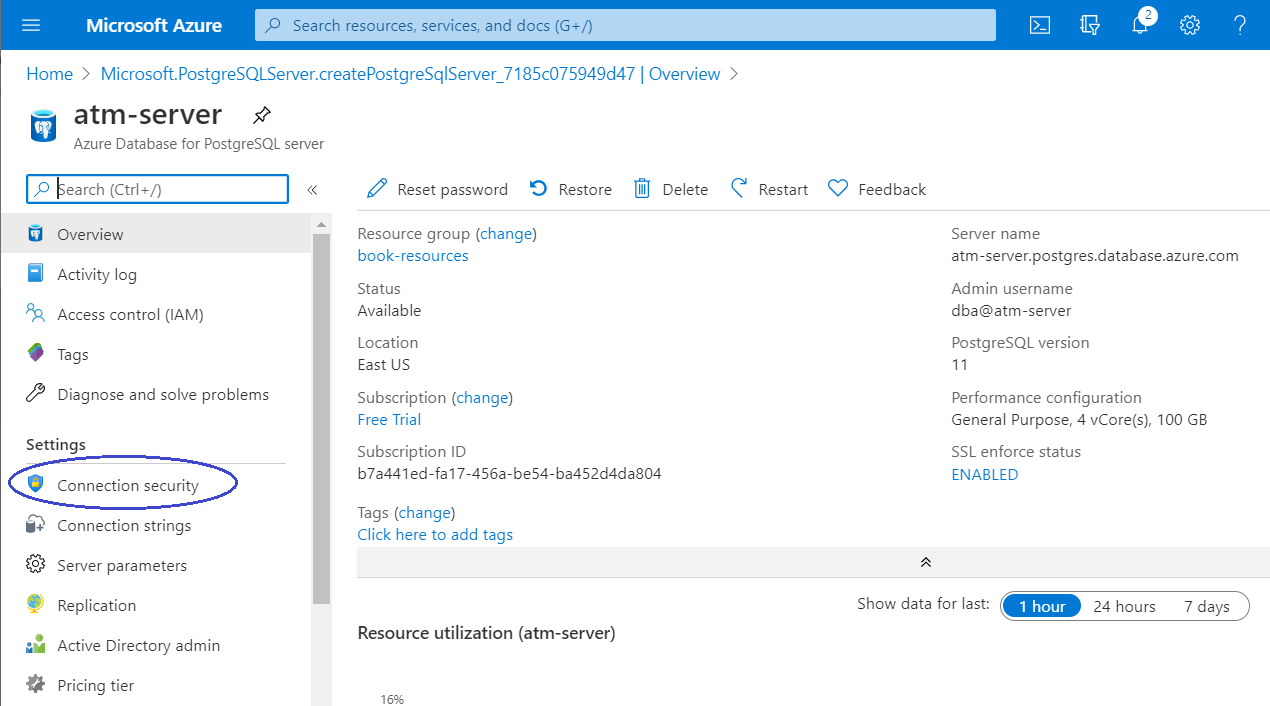 Microsoft Azure
Search resources, services, and docs (G+/)
2
Home > Microsoft.PostgreSQLServer.createPostgreSqlServer_7185c075949d47 | Overview >
atm-server
Azure Database for PostgreSQL server
Search (Ctrl+/)
«
Overview
Activity log
Access control (IAM)
Tags
Diagnose and solve problems
Settings
Connection security
Connection strings
Server parameters
Replication
Active Directory admin
Pricing tier
Reset password
Restore
Delete
Restart
Feedback
Resource group (change)
book-resources
Status
Available
Location
East US
Subscription (change)
Free Trial
Subscription ID
b7a441ed-fa17-456a-be54-ba452d4da804
Tags (change)
Click here to add tags
Server name
atm-server.postgres.database.azure.com
Admin username
dba@atm-server
PostgreSQL version
11
Performance configuration
General Purpose, 4 vCore(s), 100 GB
SSL enforce status
ENABLED
Show data for last:
1 hour
24 hours
7 days
Resource utilization (atm-server)
16%